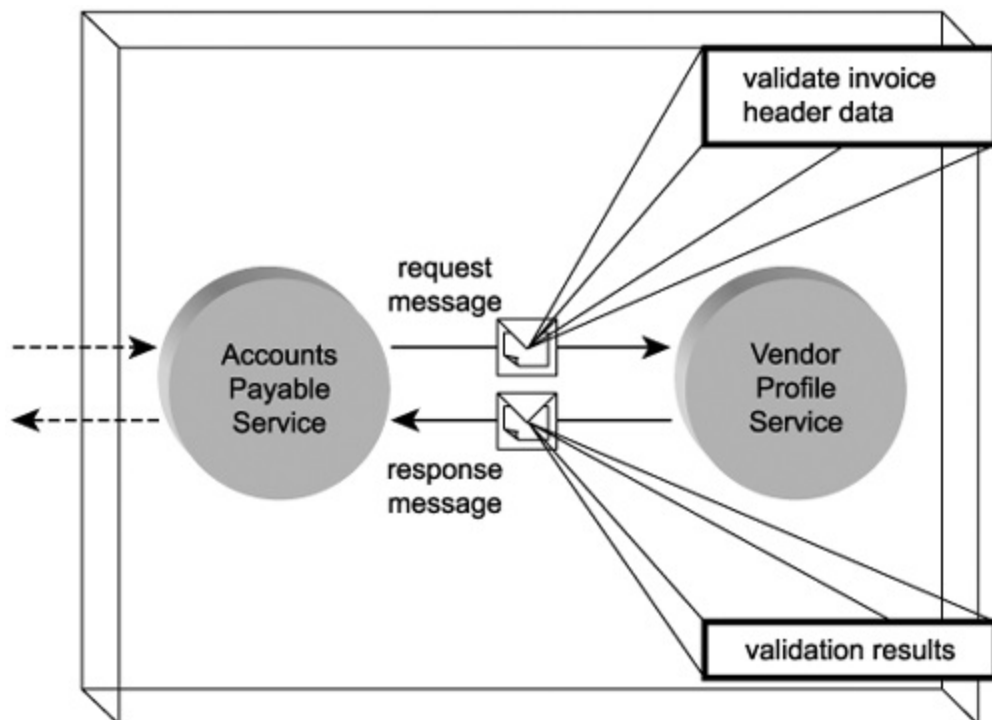 validate invoice
header data
request
message
Accounts
Payable
Service
Vendor
Profile
Service
response
message
validation results